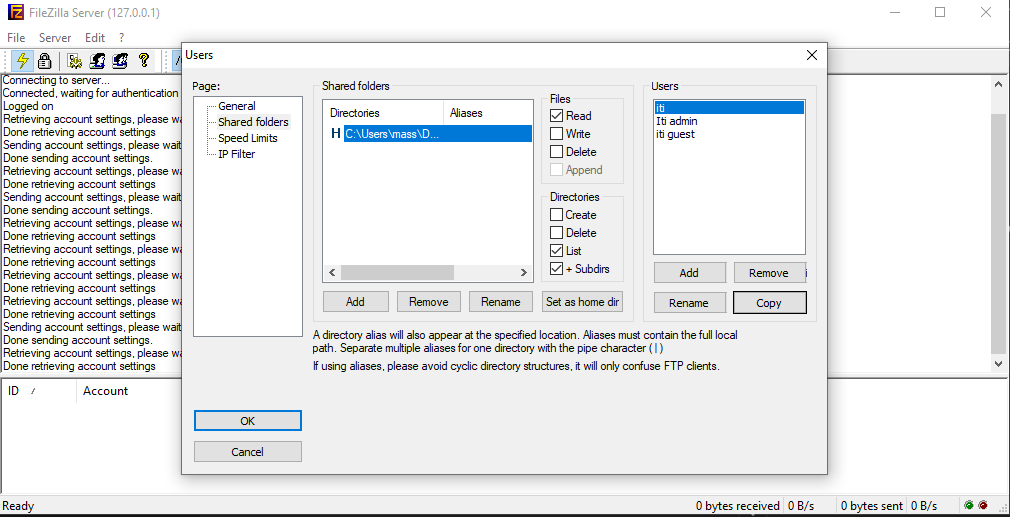 FileZilla Server (127.0.0.1)
File Server Edit ?
Connecting to server...
Connected, waiting for authentication
Logged on
Retrieving account settings, please wa
Done retrieving account settings
Sending account settings, please wait
Done sending account settings.
Retrieving account settings, please wa
Done retrieving account settings
Sending account settings, please wait
Done sending account settings.
Retrieving account settings, please wa
Done retrieving account settings
Retrieving account settings, please wa
Done retrieving account settings
Retrieving account settings, please wa
Done retrieving account settings
Sending account settings, please wait
Done sending account settings.
Retrieving account settings, please wa
Done retrieving account settings
ID / Account
Users
Page:
General
Shared folders
Speed Limits
IP Filter
OK
Cancel
Shared folders
Directories Aliases
H C:\Users\mass\D...
Add Remove Rename Set as home dir
Files
Read
Write
Delete
Append
Directories
Create
Delete
List
+ Subdirs
Users
iti
Iti admin
iti guest
Add Remove
Rename Copy
A directory alias will also appear at the specified location. Aliases must contain the full local
path. Separate multiple aliases for one directory with the pipe character ( | )
If using aliases, please avoid cyclic directory structures, it will only confuse FTP clients.
Ready 0 bytes received 0 B/s 0 bytes sent 0 B/s